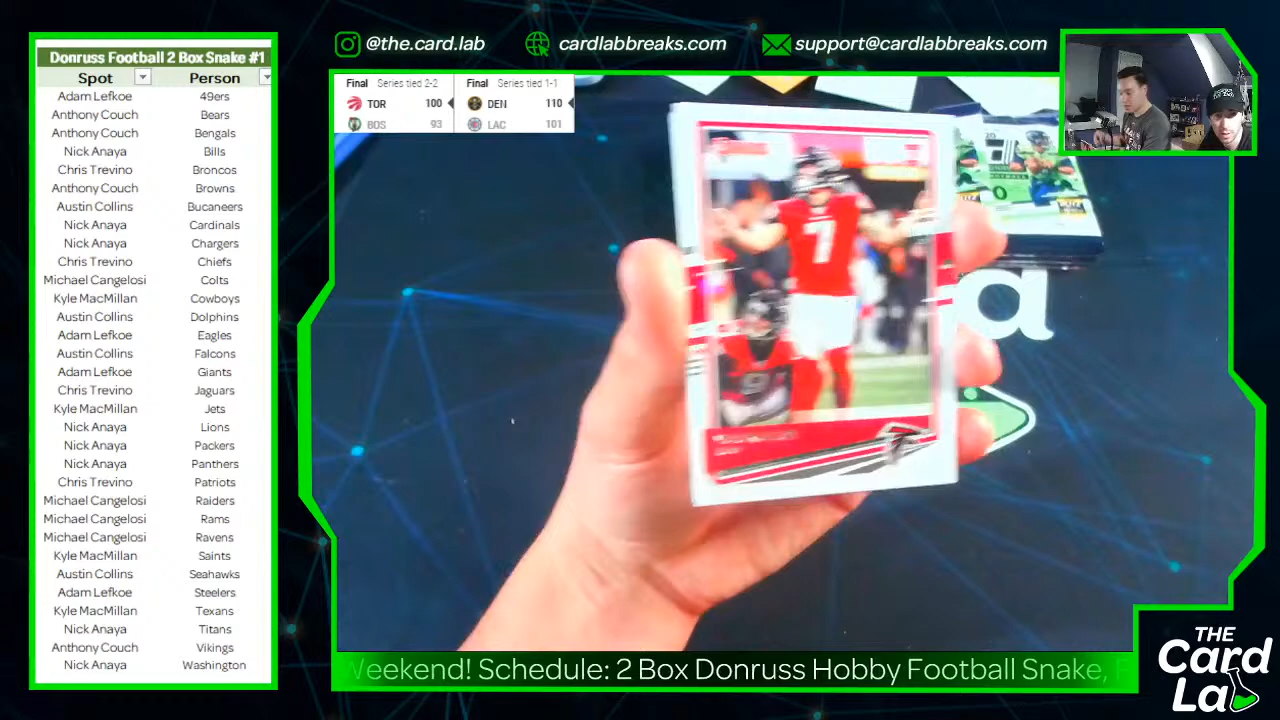 @the.card.lab
cardlabbreaks.com
support@cardlabbreaks.com
Donruss Football 2 Box Snake #1
Spot Person
Adam Lefkoe 49ers
Anthony Couch Bears
Anthony Couch Bengals
Nick Anaya Bills
Chris Trevino Broncos
Anthony Couch Browns
Austin Collins Bucaneers
Nick Anaya Cardinals
Nick Anaya Chargers
Chris Trevino Chiefs
Michael Cangelosi Colts
Kyle MacMillan Cowboys
Austin Collins Dolphins
Adam Lefkoe Eagles
Austin Collins Falcons
Adam Lefkoe Giants
Chris Trevino Jaguars
Kyle MacMillan Jets
Nick Anaya Lions
Nick Anaya Packers
Nick Anaya Panthers
Chris Trevino Patriots
Michael Cangelosi Raiders
Michael Cangelosi Rams
Michael Cangelosi Ravens
Kyle MacMillan Saints
Austin Collins Seahawks
Adam Lefkoe Steelers
Kyle MacMillan Texans
Nick Anaya Titans
Anthony Couch Vikings
Nick Anaya Washington
Final Series tied 2-2
TOR 100
BOS 93
Final Series tied 1-1
DEN 110
LAC 101
7
a
Weekend! Schedule: 2 Box Donruss Hobby Football Snake,
THE
Card
Lab